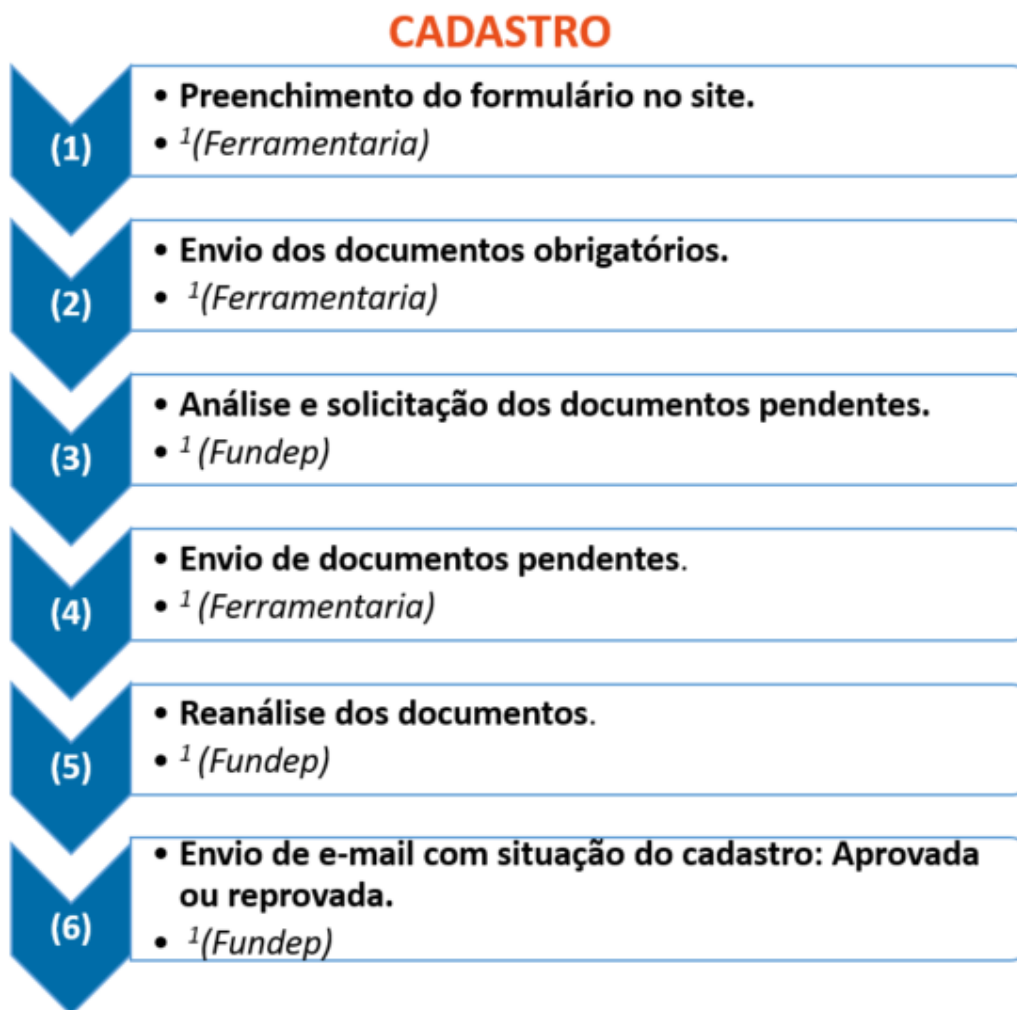 CADASTRO
(1)
• Preenchimento do formulário no site.
• ¹(Ferramentaria)
(2)
• Envio dos documentos obrigatórios.
• ¹(Ferramentaria)
(3)
• Análise e solicitação dos documentos pendentes.
• ¹ (Fundep)
(4)
• Envio de documentos pendentes.
• ¹ (Ferramentaria)
(5)
• Reanálise dos documentos.
• ¹ (Fundep)
(6)
• Envio de e-mail com situação do cadastro: Aprovada
ou reprovada.
• ¹(Fundep)